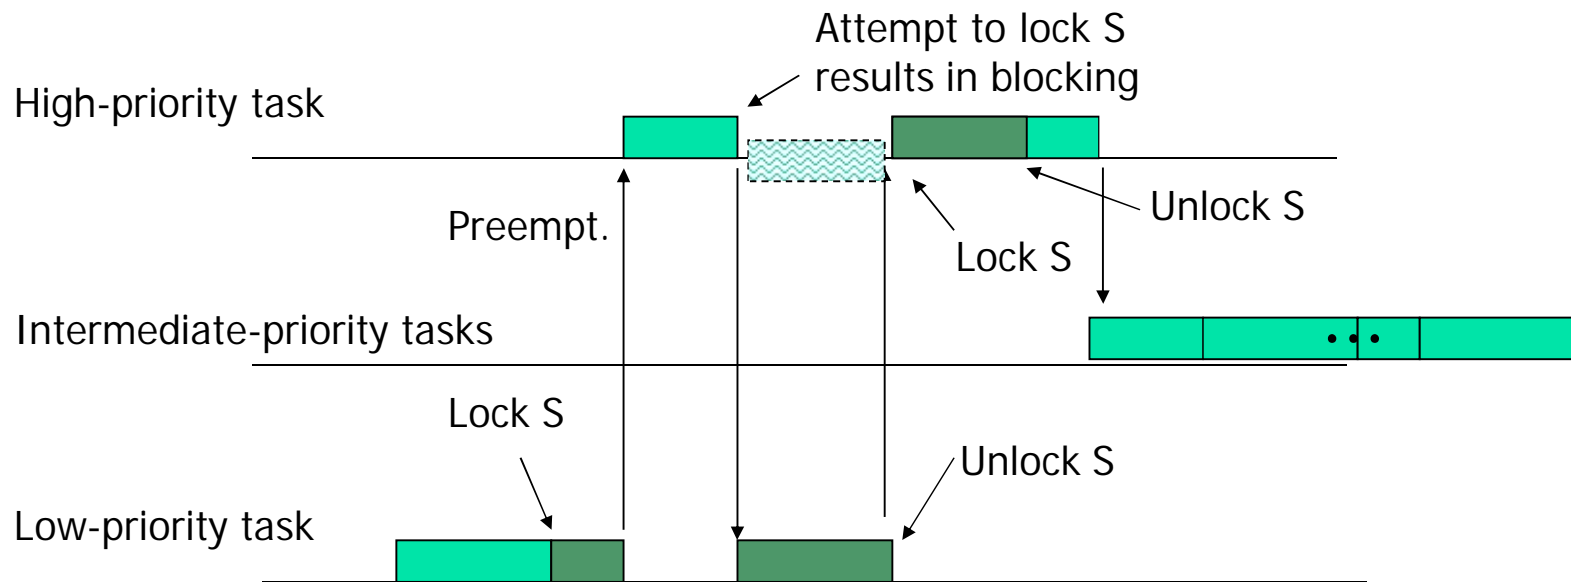 Attempt to lock S
results in blocking
High-priority task
Preempt.
Unlock S
Lock S
Intermediate-priority tasks
Lock S
Unlock S
Low-priority task